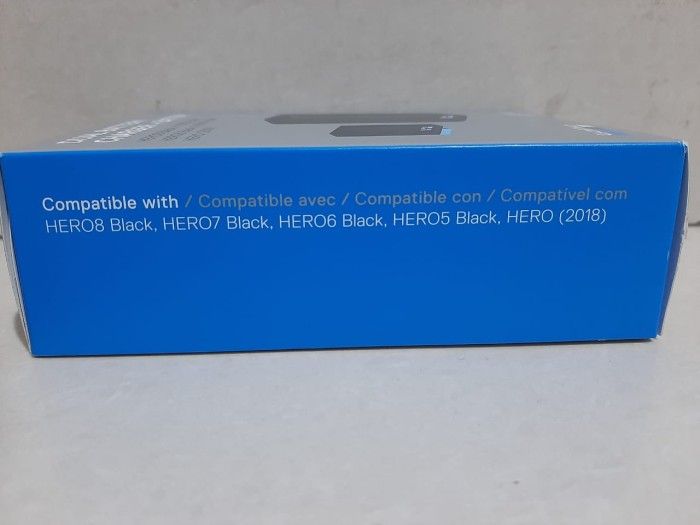 Compatible with / Compatible avec / Compatible con / Compatível com
HERO8 Black, HERO7 Black, HERO6 Black, HERO5 Black, HERO (2018)